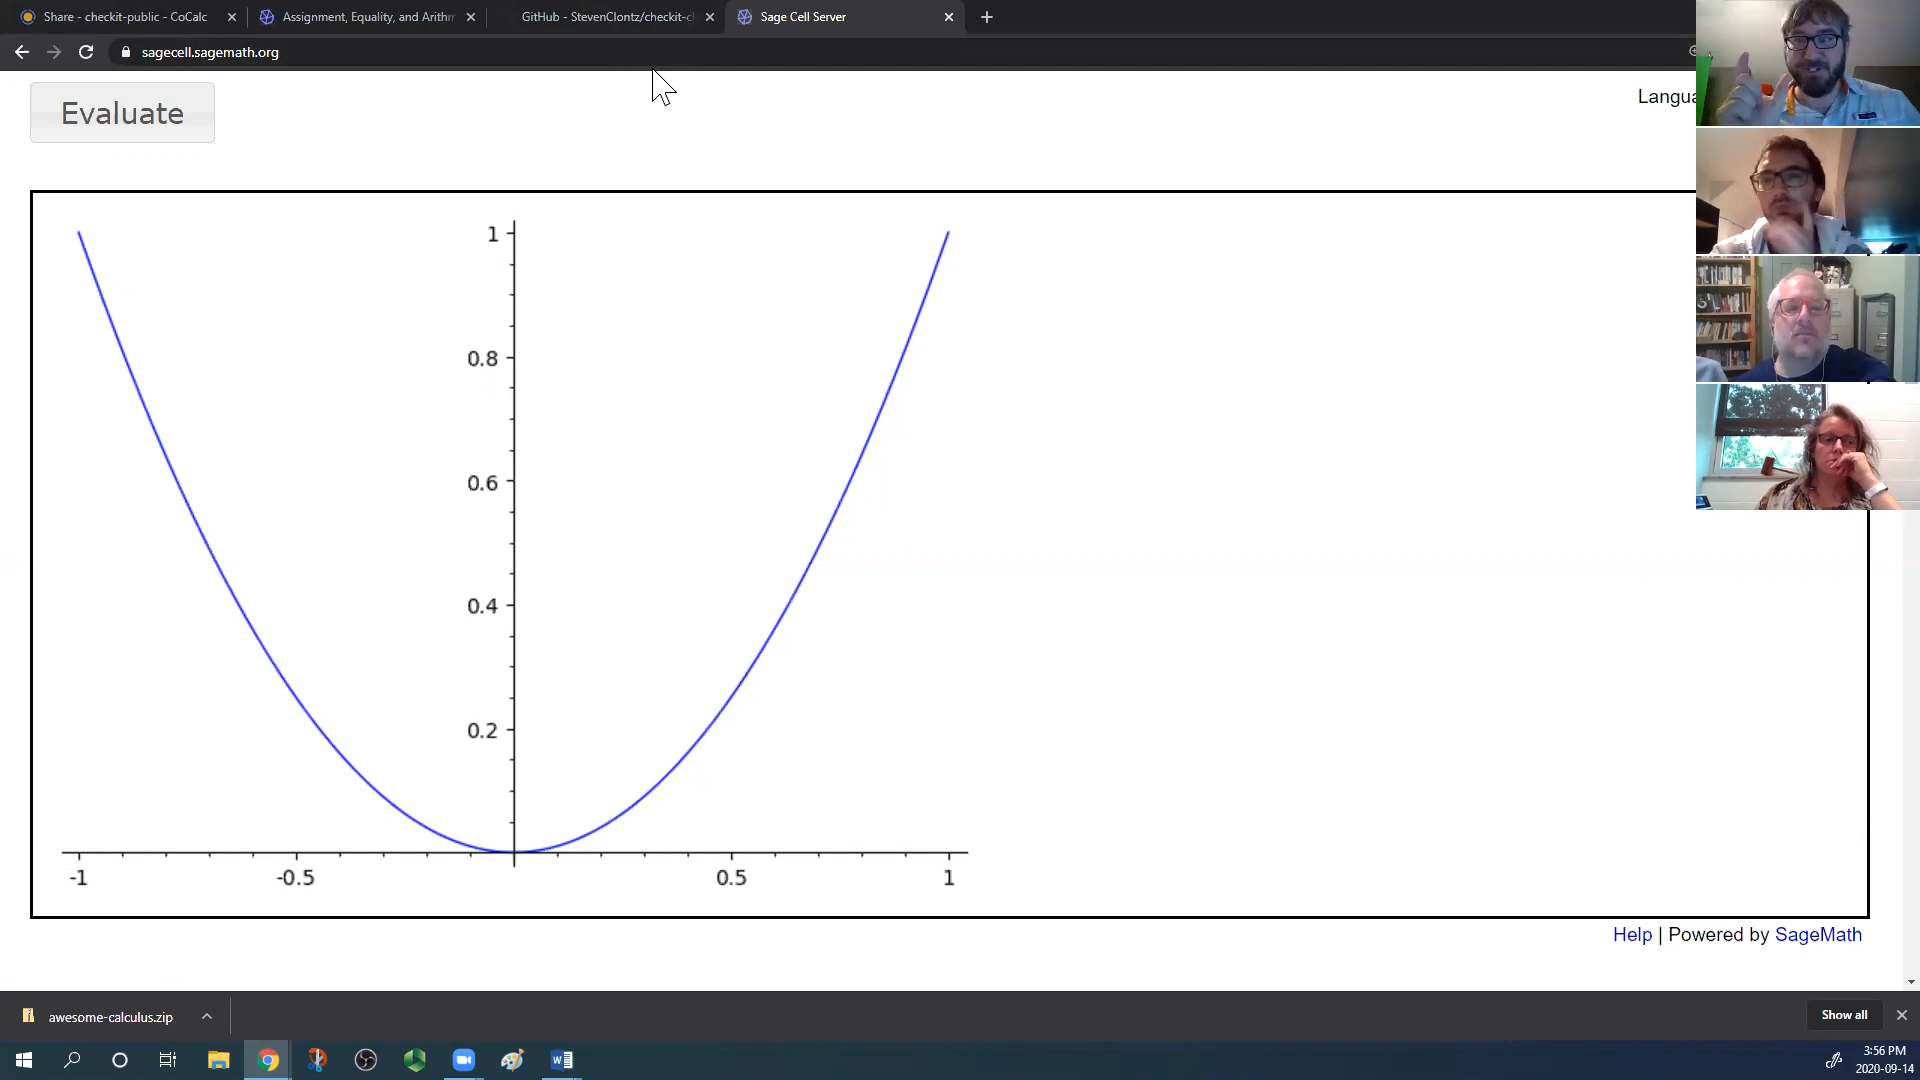 Share - checkit-public - CoCalc
Assignment, Equality, and Arithm
GitHub - StevenClontz/checkit-cl
Sage Cell Server
sagecell.sagemath.org
Evaluate
Langua
1
0.8
0.6
0.4
0.2
-1
-0.5
0.5
1
Help | Powered by SageMath
awesome-calculus.zip
Show all
3:56 PM
2020-09-14